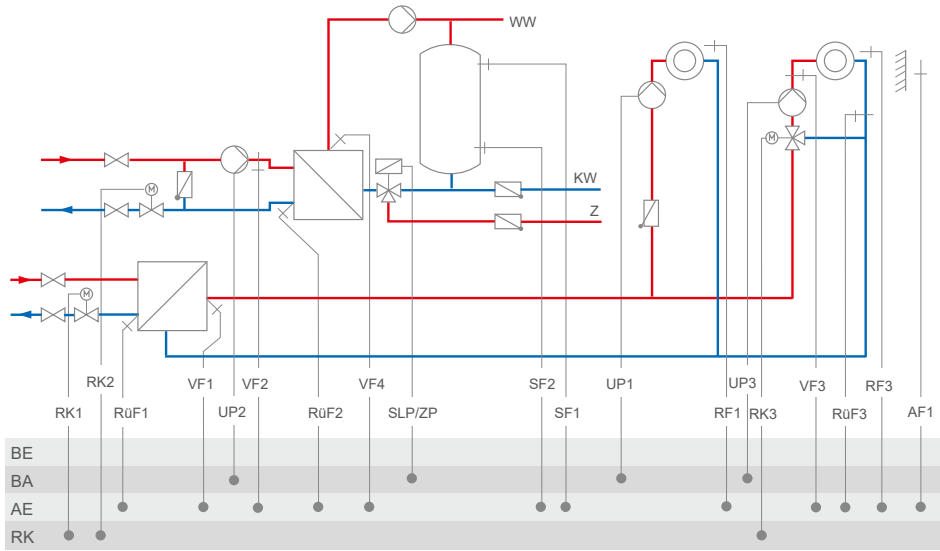 WW
M
KW
M
Z
M
RK2
VF1
VF2
VF4
SF2
UP1
UP3
VF3
RF3
RK1
RüF1
UP2
RüF2
SLP/ZP
SF1
RF1
RK3
RüF3
AF1
BE
BA
AE
RK